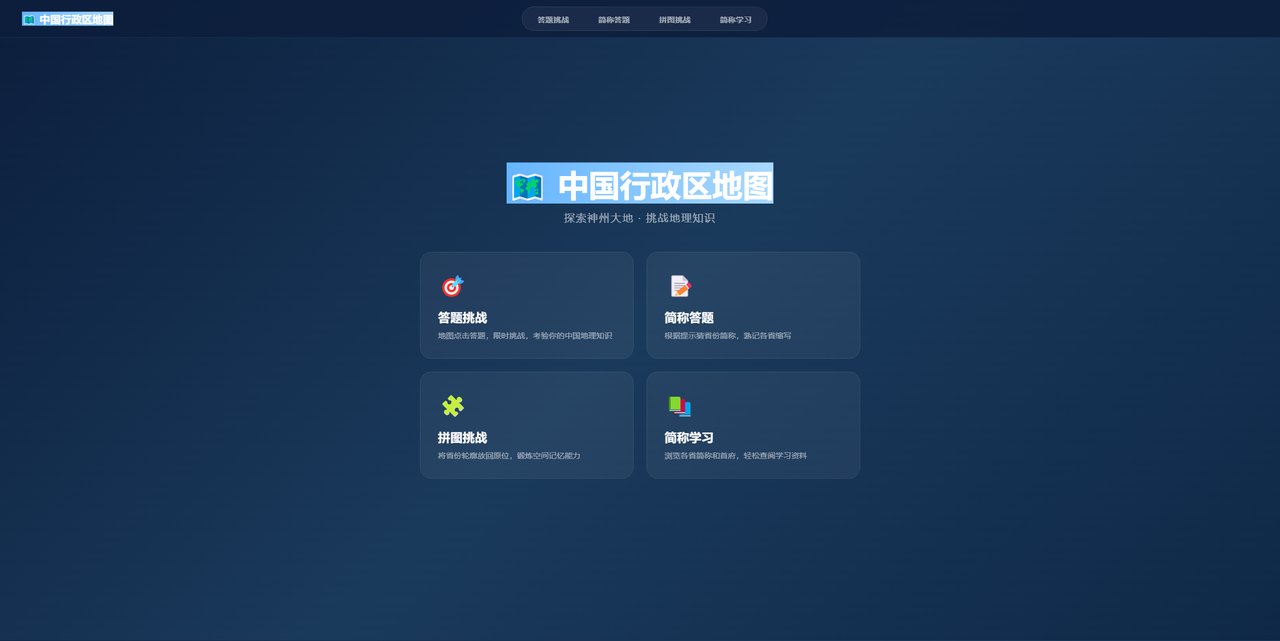 中国行政区地图
答题挑战 简称答题 拼图挑战 简称学习
中国行政区地图
探索神州大地 · 挑战地理知识
答题挑战
地图点击答题，限时挑战，考验你的中国地理知识
简称答题
根据提示猜省份简称，熟记各省缩写
拼图挑战
将省份轮廓放回原位，锻炼空间记忆能力
简称学习
浏览各省简称和首府，轻松查阅学习资料